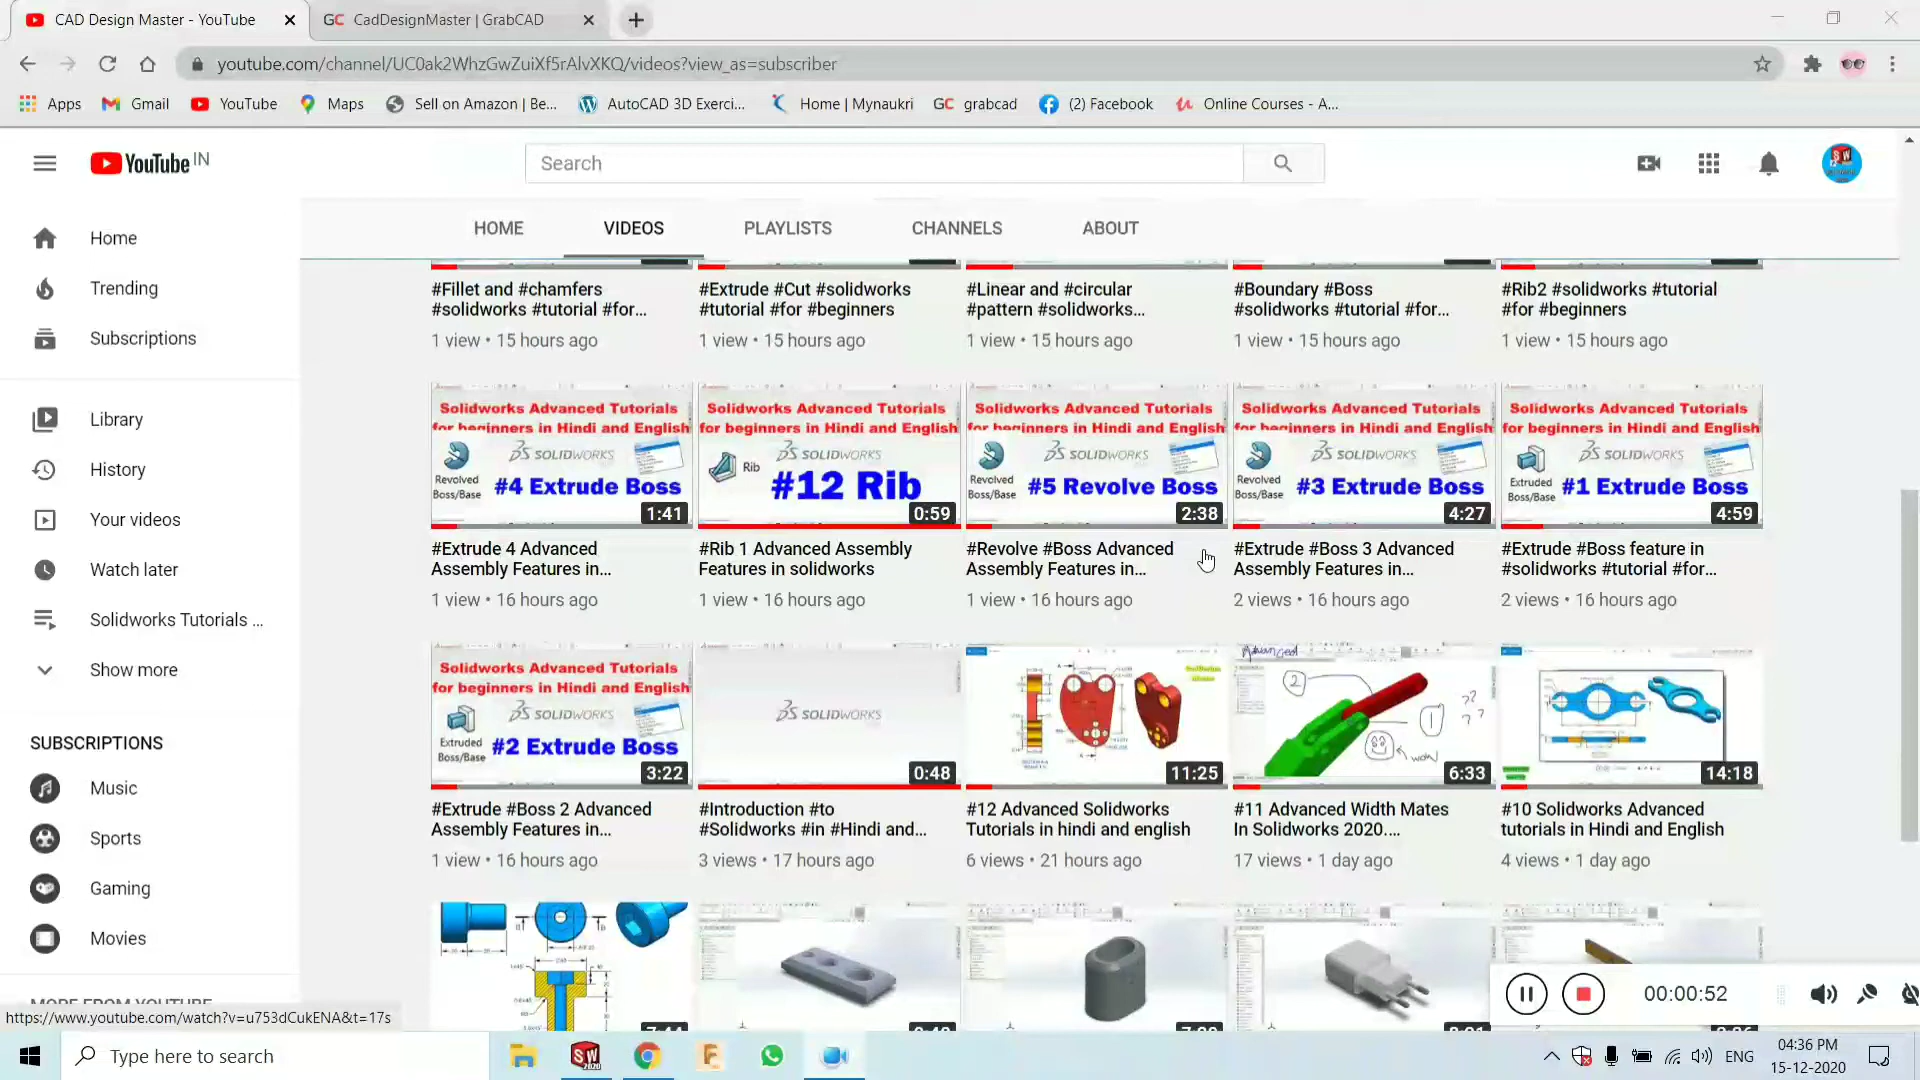 CAD Design Master - YouTube
CadDesignMaster | GrabCAD
youtube.com/channel/UC0ak2WhzGwZuiXf5rAlvXKQ/videos?view_as=subscriber
Apps
Gmail
YouTube
Maps
Sell on Amazon | Be...
AutoCAD 3D Exerci...
Home | Mynaukri
GC grabcad
(2) Facebook
Online Courses - A...
YouTube IN
Search
Home
Trending
Subscriptions
Library
History
Your videos
Watch later
Solidworks Tutorials ...
Show more
SUBSCRIPTIONS
Music
Sports
Gaming
Movies
https://www.youtube.com/watch?v=u753dCukENA&t=17s
HOME
VIDEOS
PLAYLISTS
CHANNELS
ABOUT
#Fillet and #chamfers
#solidworks #tutorial #for...
1 view • 15 hours ago
#Extrude #Cut #solidworks
#tutorial #for #beginners
1 view • 15 hours ago
#Linear and #circular
#pattern #solidworks...
1 view • 15 hours ago
#Boundary #Boss
#solidworks #tutorial #for...
1 view • 15 hours ago
#Rib2 #solidworks #tutorial
#for #beginners
1 view • 15 hours ago
Solidworks Advanced Tutorials
for beginners in Hindi and English
SOLIDWORKS
Revolved
Boss/Base
#4 Extrude Boss
1:41
#Extrude 4 Advanced
Assembly Features in...
1 view • 16 hours ago
Solidworks Advanced Tutorials
for beginners in Hindi and English
SOLIDWORKS
Rib
#12 Rib
0:59
#Rib 1 Advanced Assembly
Features in solidworks
1 view • 16 hours ago
Solidworks Advanced Tutorials
for beginners in Hindi and English
SOLIDWORKS
Revolved
Boss/Base
#5 Revolve Boss
2:38
#Revolve #Boss Advanced
Assembly Features in...
1 view • 16 hours ago
Solidworks Advanced Tutorials
for beginners in Hindi and English
SOLIDWORKS
Revolved
Boss/Base
#3 Extrude Boss
4:27
#Extrude #Boss 3 Advanced
Assembly Features in...
2 views • 16 hours ago
Solidworks Advanced Tutorials
for beginners in Hindi and English
SOLIDWORKS
Extruded
Boss/Base
#1 Extrude Boss
4:59
#Extrude #Boss feature in
#solidworks #tutorial #for...
2 views • 16 hours ago
Solidworks Advanced Tutorials
for beginners in Hindi and English
SOLIDWORKS
Extruded
Boss/Base
#2 Extrude Boss
3:22
#Extrude #Boss 2 Advanced
Assembly Features in...
1 view • 16 hours ago
SOLIDWORKS
0:48
#Introduction #to
#Solidworks #in #Hindi and...
3 views • 17 hours ago
11:25
#12 Advanced Solidworks
Tutorials in hindi and english
6 views • 21 hours ago
Advanced
2
1
??
??
wow
6:33
#11 Advanced Width Mates
In Solidworks 2020....
17 views • 1 day ago
14:18
#10 Solidworks Advanced
tutorials in Hindi and English
4 views • 1 day ago
00:00:52
Type here to search
SW
2020
ENG
04:36 PM
15-12-2020